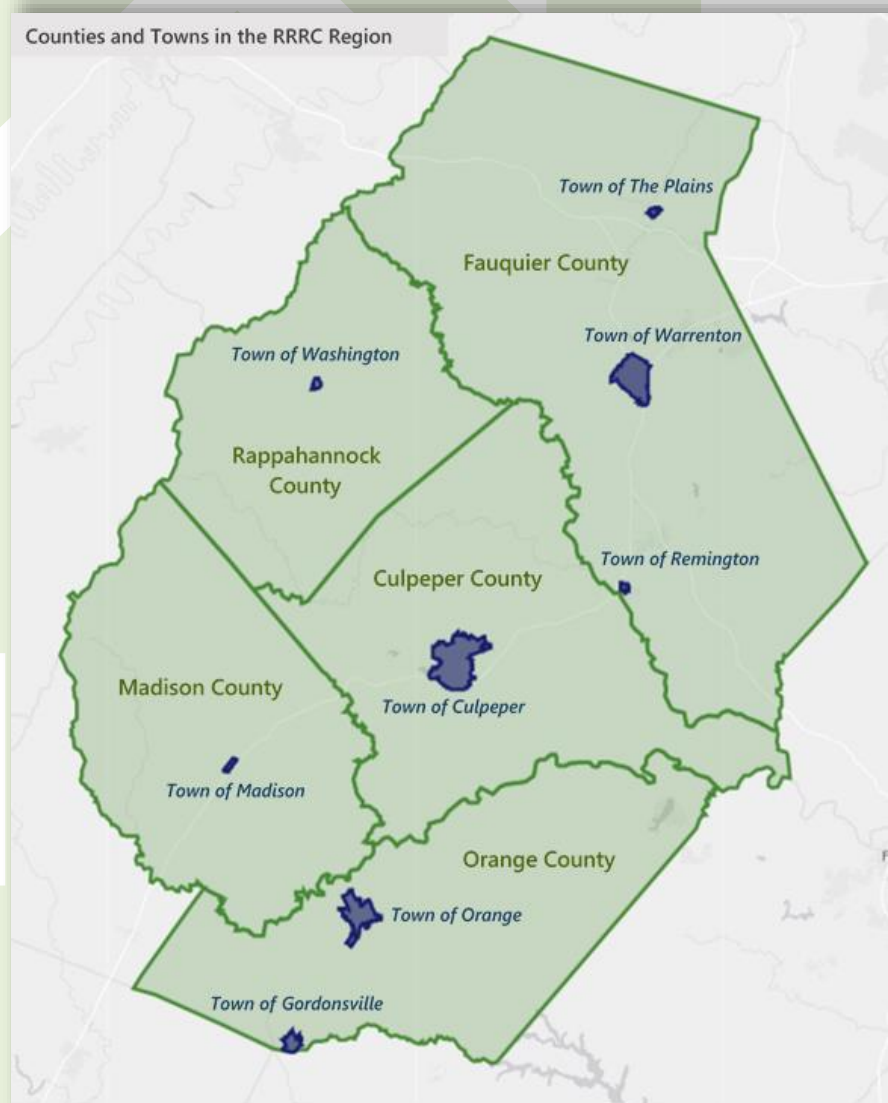 Counties and Towns in the RRRC Region
Town of The Plains
Fauquier County
Town of Warrenton
Town of Washington
Rappahannock
County
Town of Remington
Culpeper County
Madison County
Town of Culpeper
Town of Madison
Orange County
Town of Orange
Town of Gordonsville